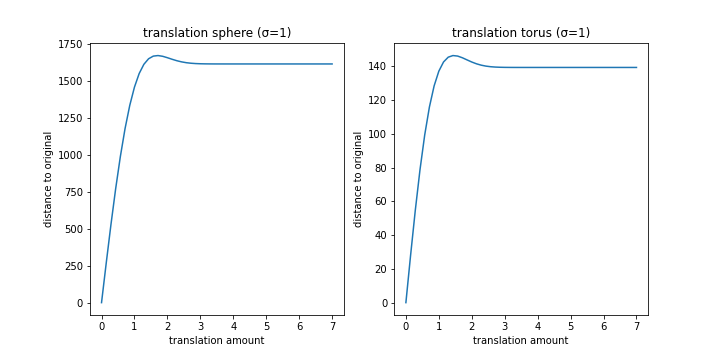 translation sphere (σ=1)
distance to original
1750
1500
1250
1000
750
500
250
0
0 1 2 3 4 5 6 7
translation amount
translation torus (σ=1)
distance to original
140
120
100
80
60
40
20
0
0 1 2 3 4 5 6 7
translation amount